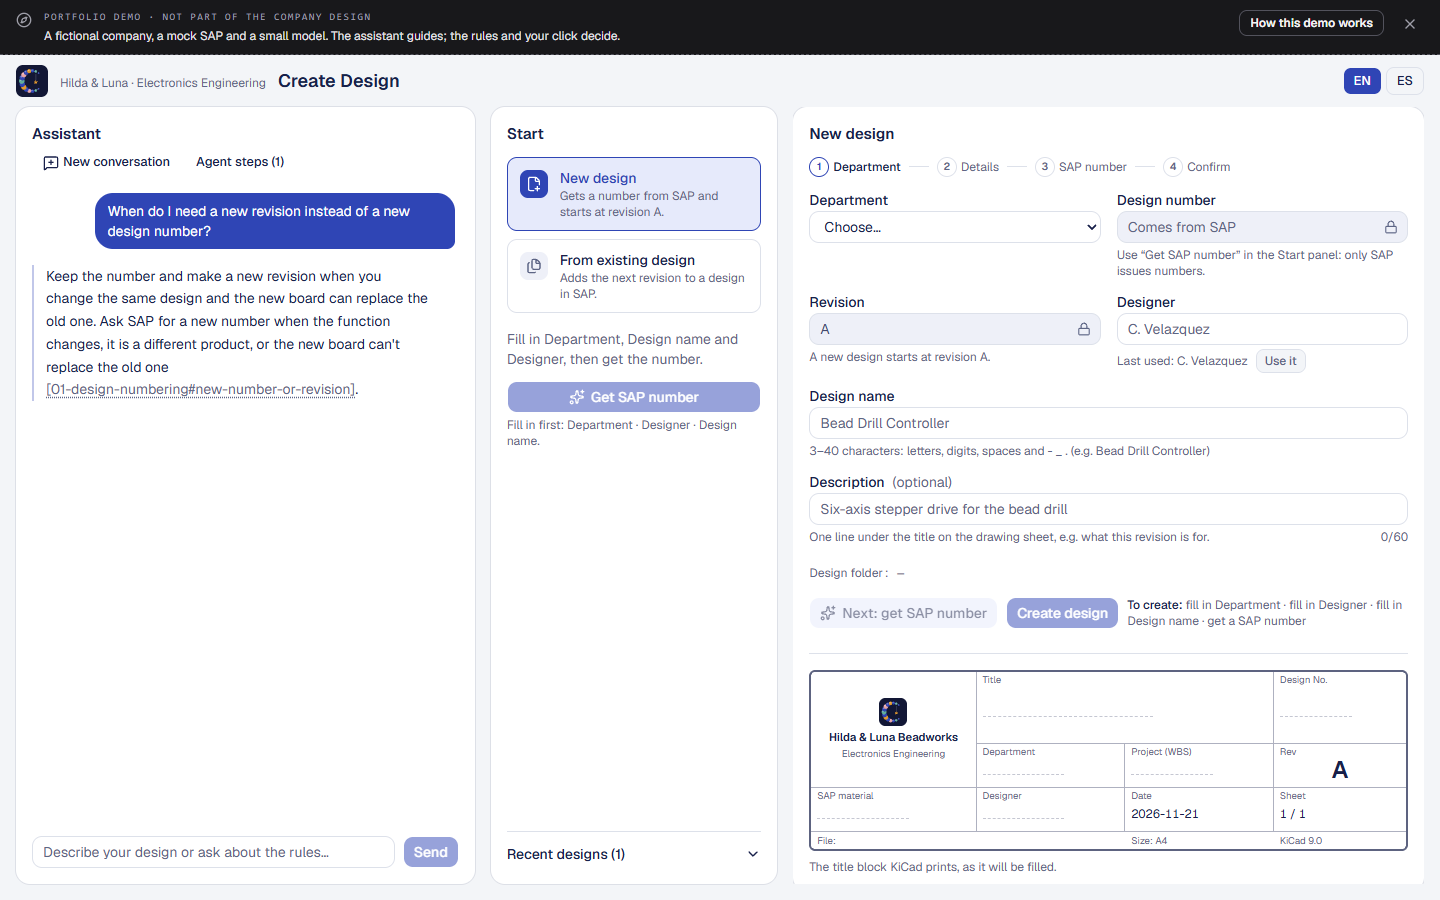 PORTFOLIO DEMO · NOT PART OF THE COMPANY DESIGN
A fictional company, a mock SAP and a small model. The assistant guides; the rules and your click decide.
How this demo works
Hilda & Luna · Electronics Engineering
Create Design
EN
ES
Assistant
New conversation
Agent steps (1)
When do I need a new revision instead of a new
design number?
Keep the number and make a new revision when you
change the same design and the new board can replace the
old one. Ask SAP for a new number when the function
changes, it is a different product, or the new board can't
replace the old one
[01-design-numbering#new-number-or-revision].
Describe your design or ask about the rules...
Send
Start
New design
Gets a number from SAP and
starts at revision A.
From existing design
Adds the next revision to a design
in SAP.
Fill in Department, Design name and
Designer, then get the number.
Get SAP number
Fill in first: Department · Designer · Design
name.
Recent designs (1)
New design
1 Department
2 Details
3 SAP number
4 Confirm
Department
Choose...
Design number
Comes from SAP
Use “Get SAP number” in the Start panel: only SAP
issues numbers.
Revision
A
A new design starts at revision A.
Designer
C. Velazquez
Last used: C. Velazquez
Use it
Design name
Bead Drill Controller
3–40 characters: letters, digits, spaces and - _ . (e.g. Bead Drill Controller)
Description (optional)
Six-axis stepper drive for the bead drill
One line under the title on the drawing sheet, e.g. what this revision is for.
0/60
Design folder: –
Next: get SAP number
Create design
To create: fill in Department · fill in Designer · fill in
Design name · get a SAP number
Hilda & Luna Beadworks
Electronics Engineering
Title
Design No.
Department
Project (WBS)
Rev
A
SAP material
Designer
Date
2026-11-21
Sheet
1 / 1
File:
Size: A4
KiCad 9.0
The title block KiCad prints, as it will be filled.